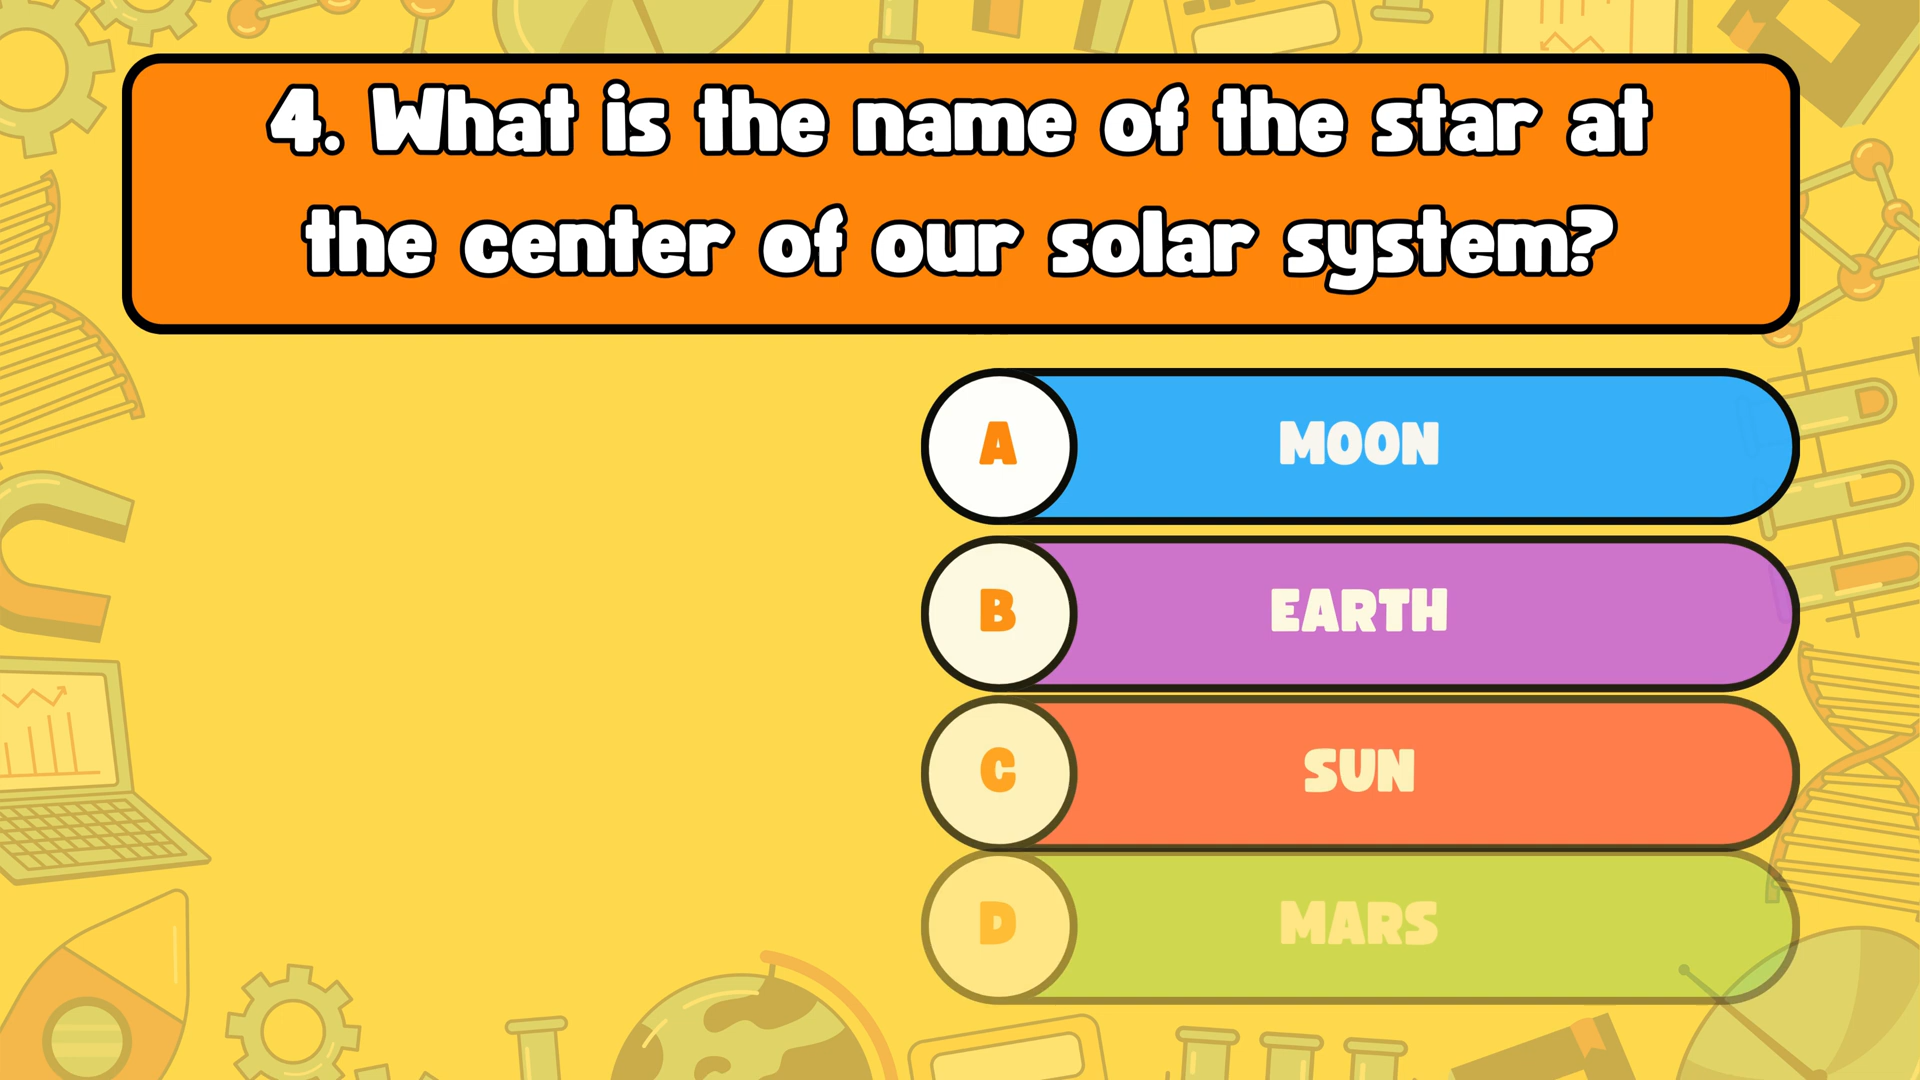 4. What is the name of the star at
the center of our solar system?
A MOON
B EARTH
C SUN
D MARS